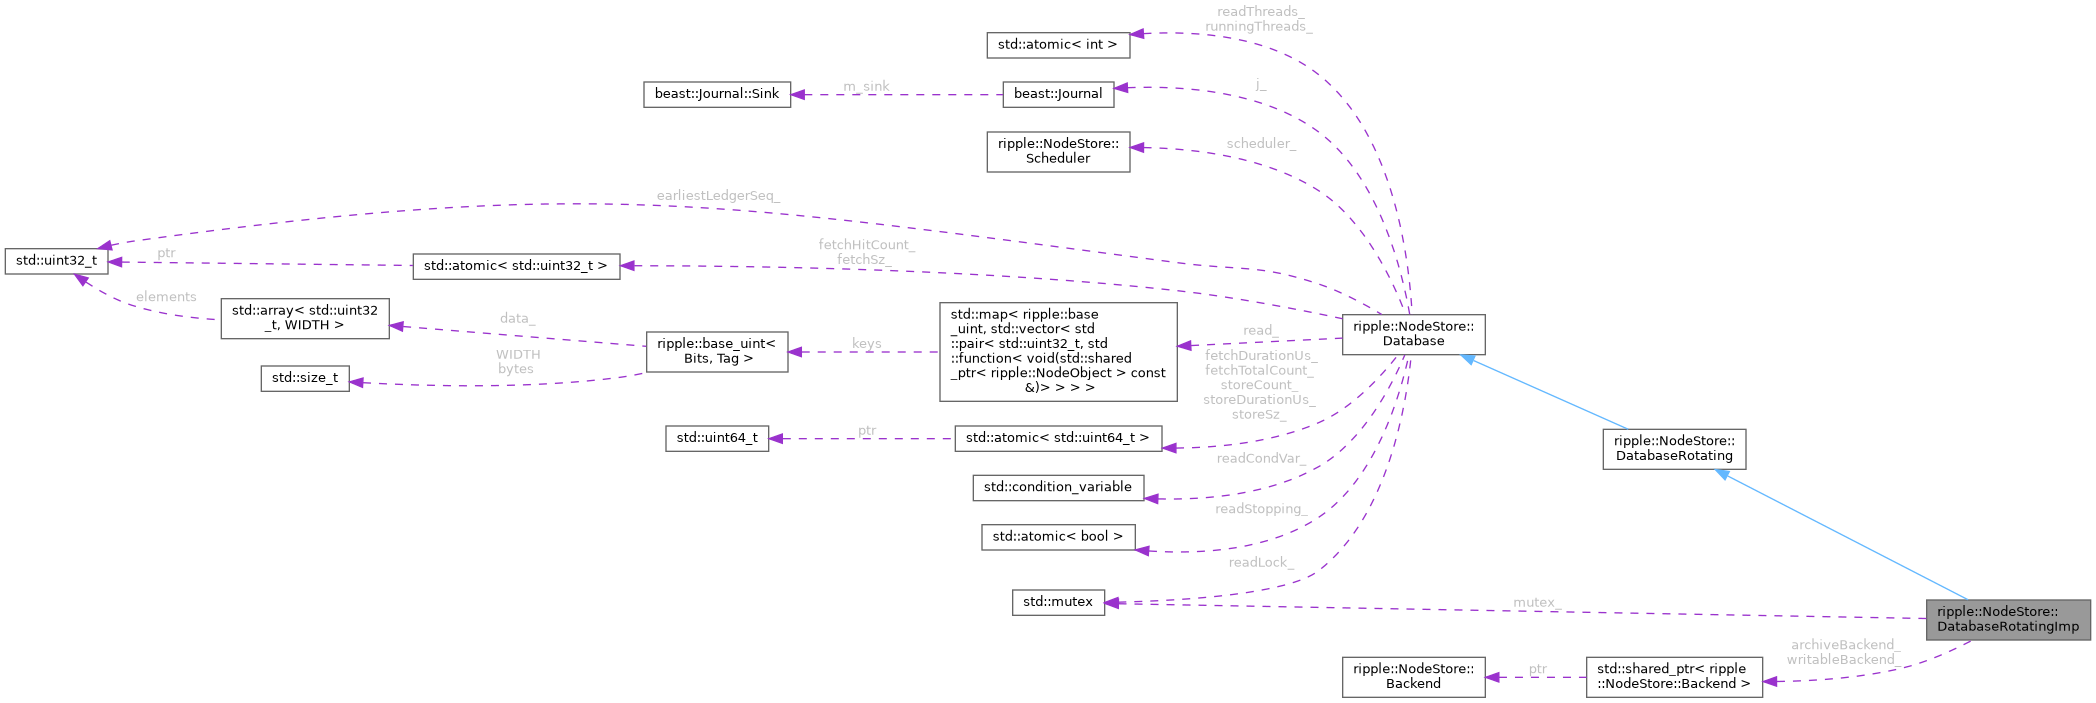 readThreads_
runningThreads_
std::atomic< int >
beast::Journal::Sink
m_sink
beast::Journal
j_
ripple::NodeStore::
Scheduler
scheduler_
earliestLedgerSeq_
std::uint32_t
ptr
std::atomic< std::uint32_t >
fetchHitCount_
fetchSz_
elements
std::array< std::uint32
_t, WIDTH >
data_
WIDTH
bytes
std::size_t
ripple::base_uint<
Bits, Tag >
keys
std::map< ripple::base
_uint, std::vector< std
::pair< std::uint32_t, std
::function< void(std::shared
_ptr< ripple::NodeObject > const
&)> > > >
read_
ripple::NodeStore::
Database
fetchDurationUs_
fetchTotalCount_
storeCount_
storeDurationUs_
storeSz_
std::uint64_t
ptr
std::atomic< std::uint64_t >
readCondVar_
std::condition_variable
readStopping_
std::atomic< bool >
readLock_
std::mutex
mutex_
ripple::NodeStore::
DatabaseRotating
ripple::NodeStore::
DatabaseRotatingImp
archiveBackend_
writableBackend_
ripple::NodeStore::
Backend
ptr
std::shared_ptr< ripple
::NodeStore::Backend >